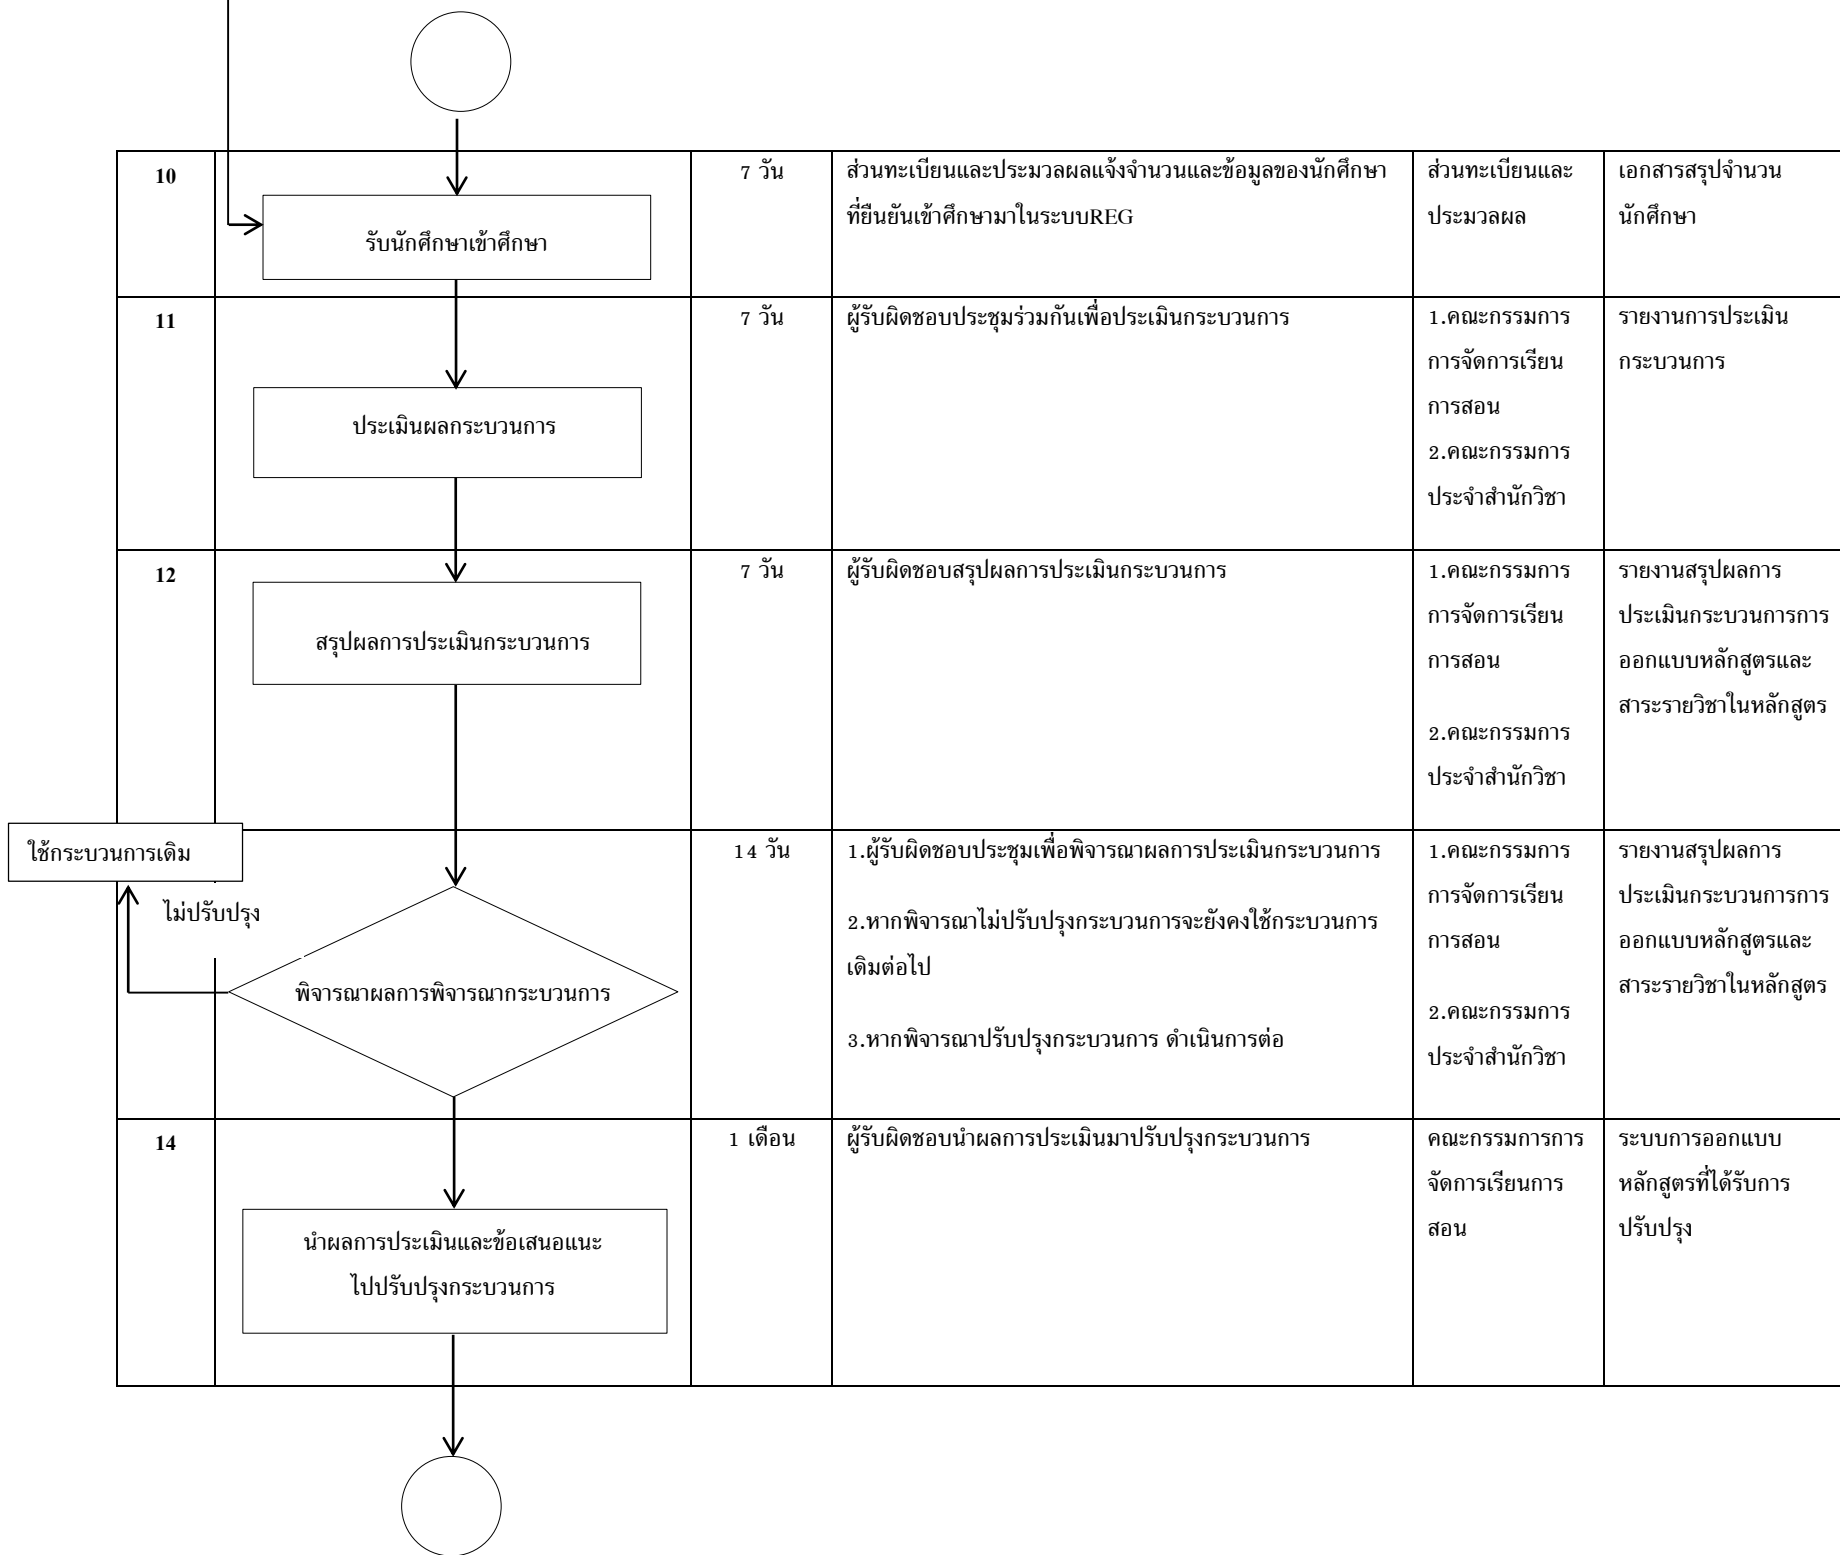 10
รับนักศึกษาเข้าศึกษา
7 วัน
ส่วนทะเบียนและประมวลผลแจ้งจำนวนและข้อมูลของนักศึกษา
ที่ยืนยันเข้าศึกษามาในระบบREG
ส่วนทะเบียนและ
ประมวลผล
เอกสารสรุปจำนวน
นักศึกษา
11
ประเมินผลกระบวนการ
7 วัน
ผู้รับผิดชอบประชุมร่วมกันเพื่อประเมินกระบวนการ
1.คณะกรรมการ
การจัดการเรียน
การสอน
2.คณะกรรมการ
ประจำสำนักวิชา
รายงานการประเมิน
กระบวนการ
12
สรุปผลการประเมินกระบวนการ
7 วัน
ผู้รับผิดชอบสรุปผลการประเมินกระบวนการ
1.คณะกรรมการ
การจัดการเรียน
การสอน
2.คณะกรรมการ
ประจำสำนักวิชา
รายงานสรุปผลการ
ประเมินกระบวนการการ
ออกแบบหลักสูตรและ
สาระรายวิชาในหลักสูตร
ใช้กระบวนการเดิม
ไม่ปรับปรุง
พิจารณาผลการพิจารณากระบวนการ
14 วัน
1.ผู้รับผิดชอบประชุมเพื่อพิจารณาผลการประเมินกระบวนการ
2.หากพิจารณาไม่ปรับปรุงกระบวนการจะยังคงใช้กระบวนการ
เดิมต่อไป
3.หากพิจารณาปรับปรุงกระบวนการ ดำเนินการต่อ
1.คณะกรรมการ
การจัดการเรียน
การสอน
2.คณะกรรมการ
ประจำสำนักวิชา
รายงานสรุปผลการ
ประเมินกระบวนการการ
ออกแบบหลักสูตรและ
สาระรายวิชาในหลักสูตร
14
นำผลการประเมินและข้อเสนอแนะ
ไปปรับปรุงกระบวนการ
1 เดือน
ผู้รับผิดชอบนำผลการประเมินมาปรับปรุงกระบวนการ
คณะกรรมการการ
จัดการเรียนการ
สอน
ระบบการออกแบบ
หลักสูตรที่ได้รับการ
ปรับปรุง